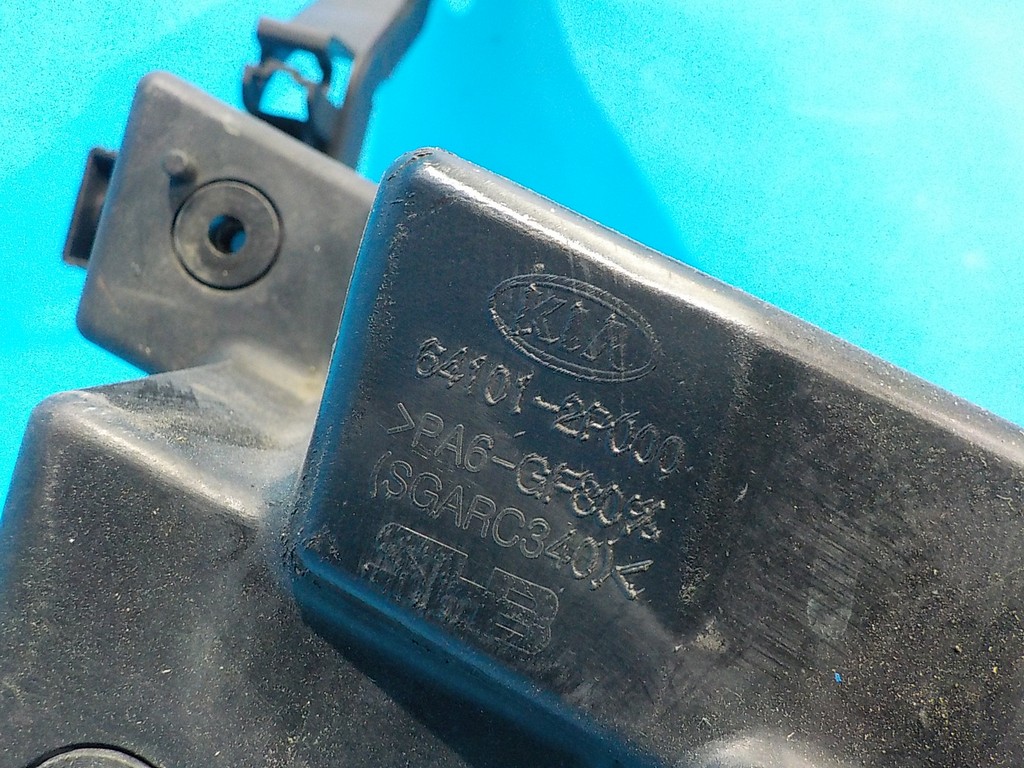 KIA
64101-2P000
>PA6-GF30%
(SGARC340)<